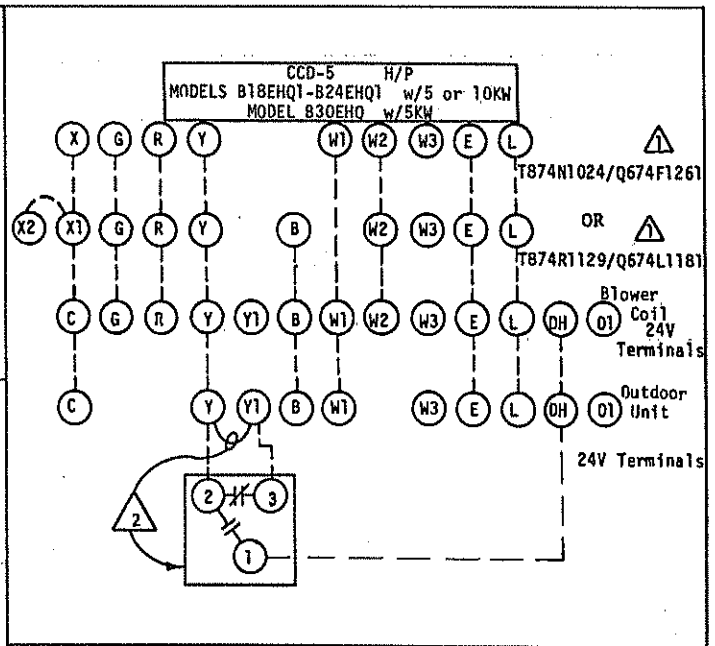 CCD-5 H/P
MODELS B18EHQ1-B24EHQ1 w/5 or 10KW
MODEL B30EHQ w/5KW
X G R Y W1 W2 W3 E L
1
T874N1024/Q674F1261
X2 X1 G R Y B W2 W3 E L
OR 1
T874R1129/Q674L1181
Blower
C G R Y Y1 B W1 W2 W3 E L DH O1 Coil
24V
Terminals
C Y Y1 B W1 W3 E L DH O1 Outdoor
Unit
24V Terminals
2 3
2
1